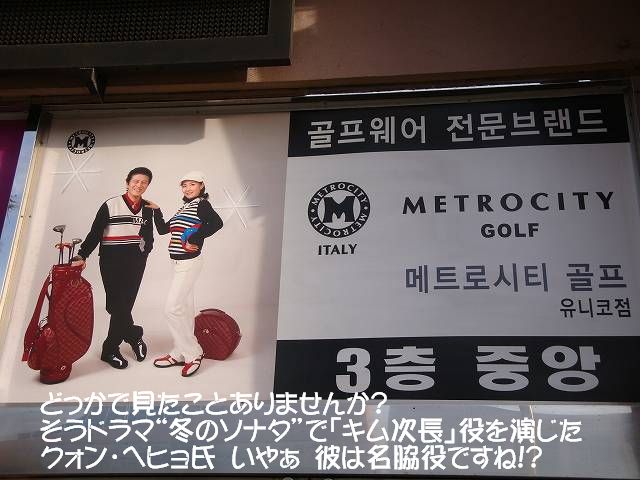 골프웨어 전문브랜드
METROCITY
METROCITY
M
ITALY
METROCITY
GOLF
메트로시티 골프
유니코점
3층 중앙
どっかで見たことありませんか?
そうドラマ“冬のソナタ”で「キム次長」役を演じた
クォン・ヘヒョ氏 いやぁ 彼は名脇役ですね!?